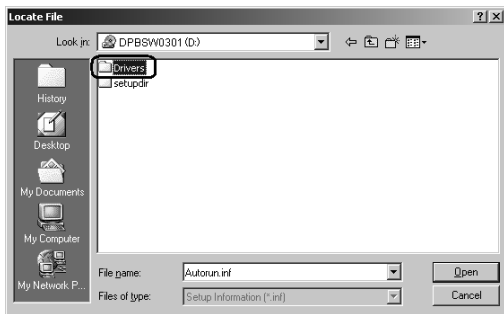 Locate File
Look in:
DPBSW0301 (D:)
Drivers
setupdir
History
Desktop
My Documents
My Computer
My Network P...
File name:
Autorun.inf
Open
Files of type:
Setup Information (*.inf)
Cancel